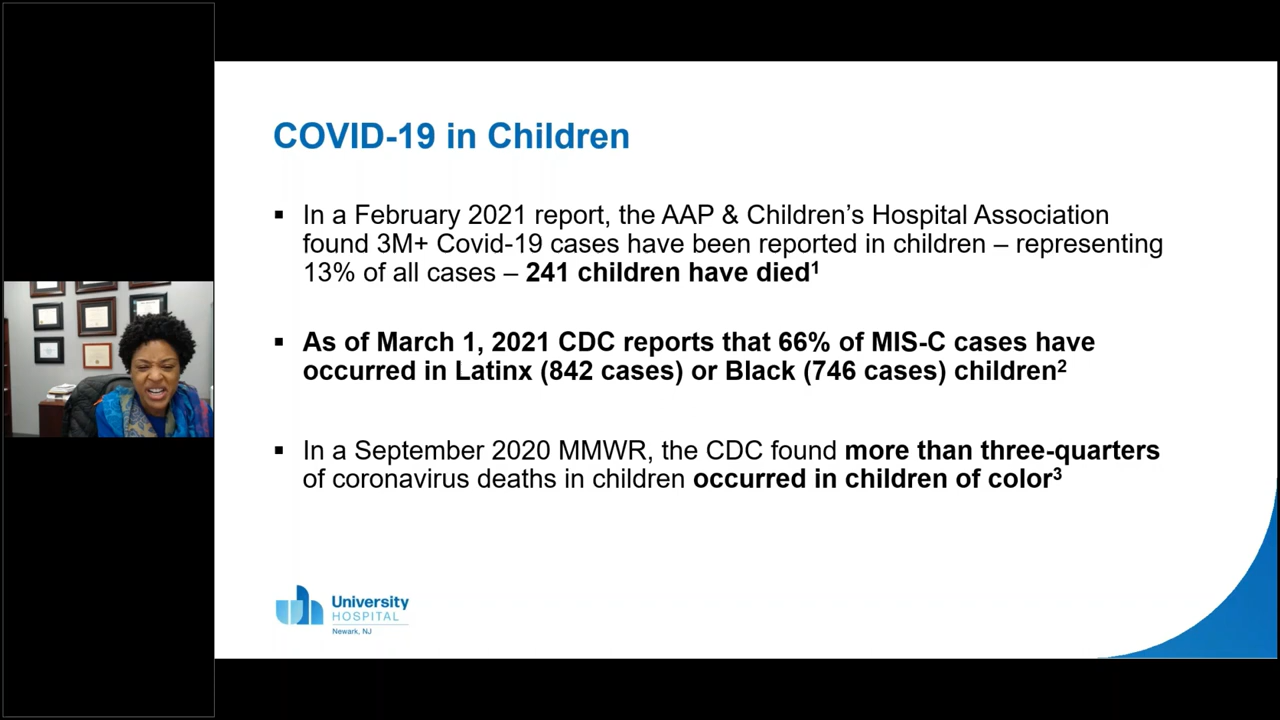 COVID-19 in Children
▪ In a February 2021 report, the AAP & Children’s Hospital Association
found 3M+ Covid-19 cases have been reported in children – representing
13% of all cases – 241 children have died¹
▪ As of March 1, 2021 CDC reports that 66% of MIS-C cases have
occurred in Latinx (842 cases) or Black (746 cases) children²
▪ In a September 2020 MMWR, the CDC found more than three-quarters
of coronavirus deaths in children occurred in children of color³
University
HOSPITAL
Newark, NJ